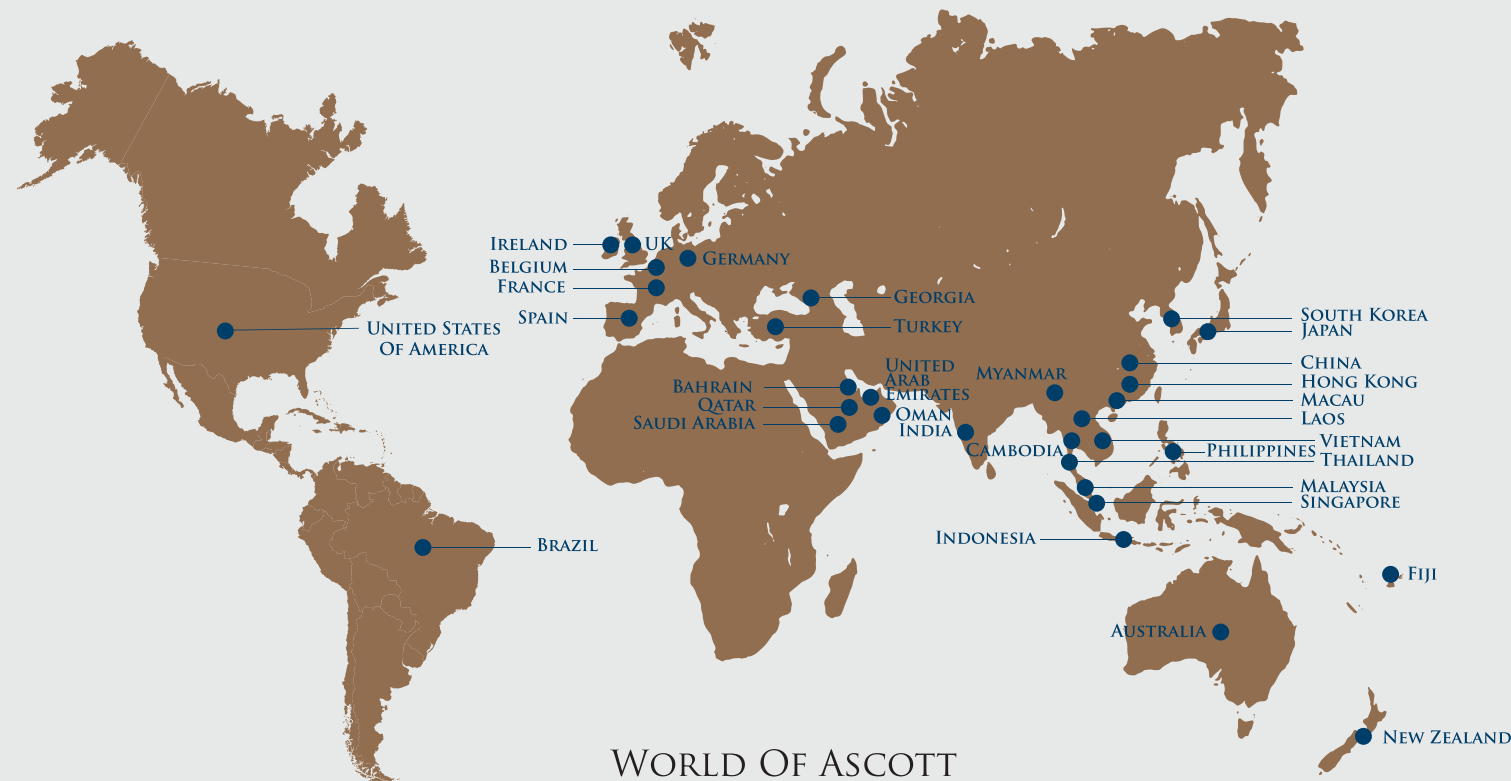 Ireland
UK
Belgium
Germany
France
Georgia
Spain
Turkey
United States
Of America
South Korea
Japan
China
Hong Kong
Macau
Laos
Vietnam
Philippines
Thailand
Malaysia
Singapore
Myanmar
United
Arab
Emirates
Bahrain
Qatar
Saudi Arabia
Oman
India
Cambodia
Indonesia
Brazil
Fiji
Australia
New Zealand
World Of Ascott